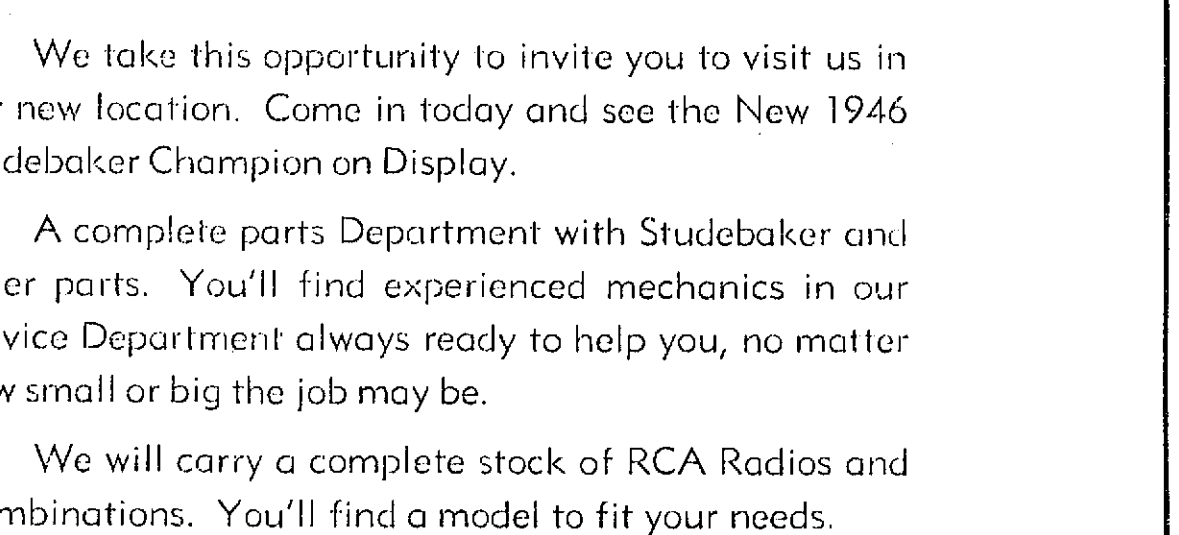 We take this opportunity to invite you to visit us in
new location. Come in today and see the New 1946
debaker Champion on Display.
A complete parts Department with Studebaker and
er parts. You'll find experienced mechanics in our
vice Department always ready to help you, no matter
w small or big the job may be.
We will carry a complete stock of RCA Radios and
mbinations. You'll find a model to fit your needs.